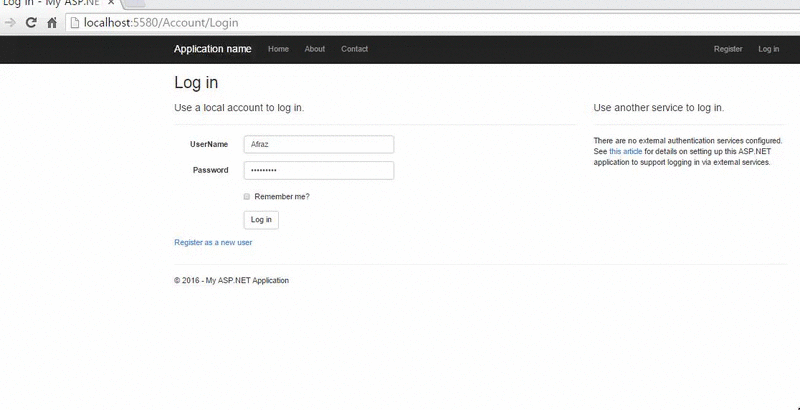 Log in - My ASP.NE
localhost:5580/Account/Login
Application name Home About Contact Register Log in
Log in
Use a local account to log in.
UserName Afraz
Password •••••••••
Remember me?
Log in
Register as a new user
Use another service to log in.
There are no external authentication services configured.
See this article for details on setting up this ASP.NET
application to support logging in via external services.
© 2016 - My ASP.NET Application